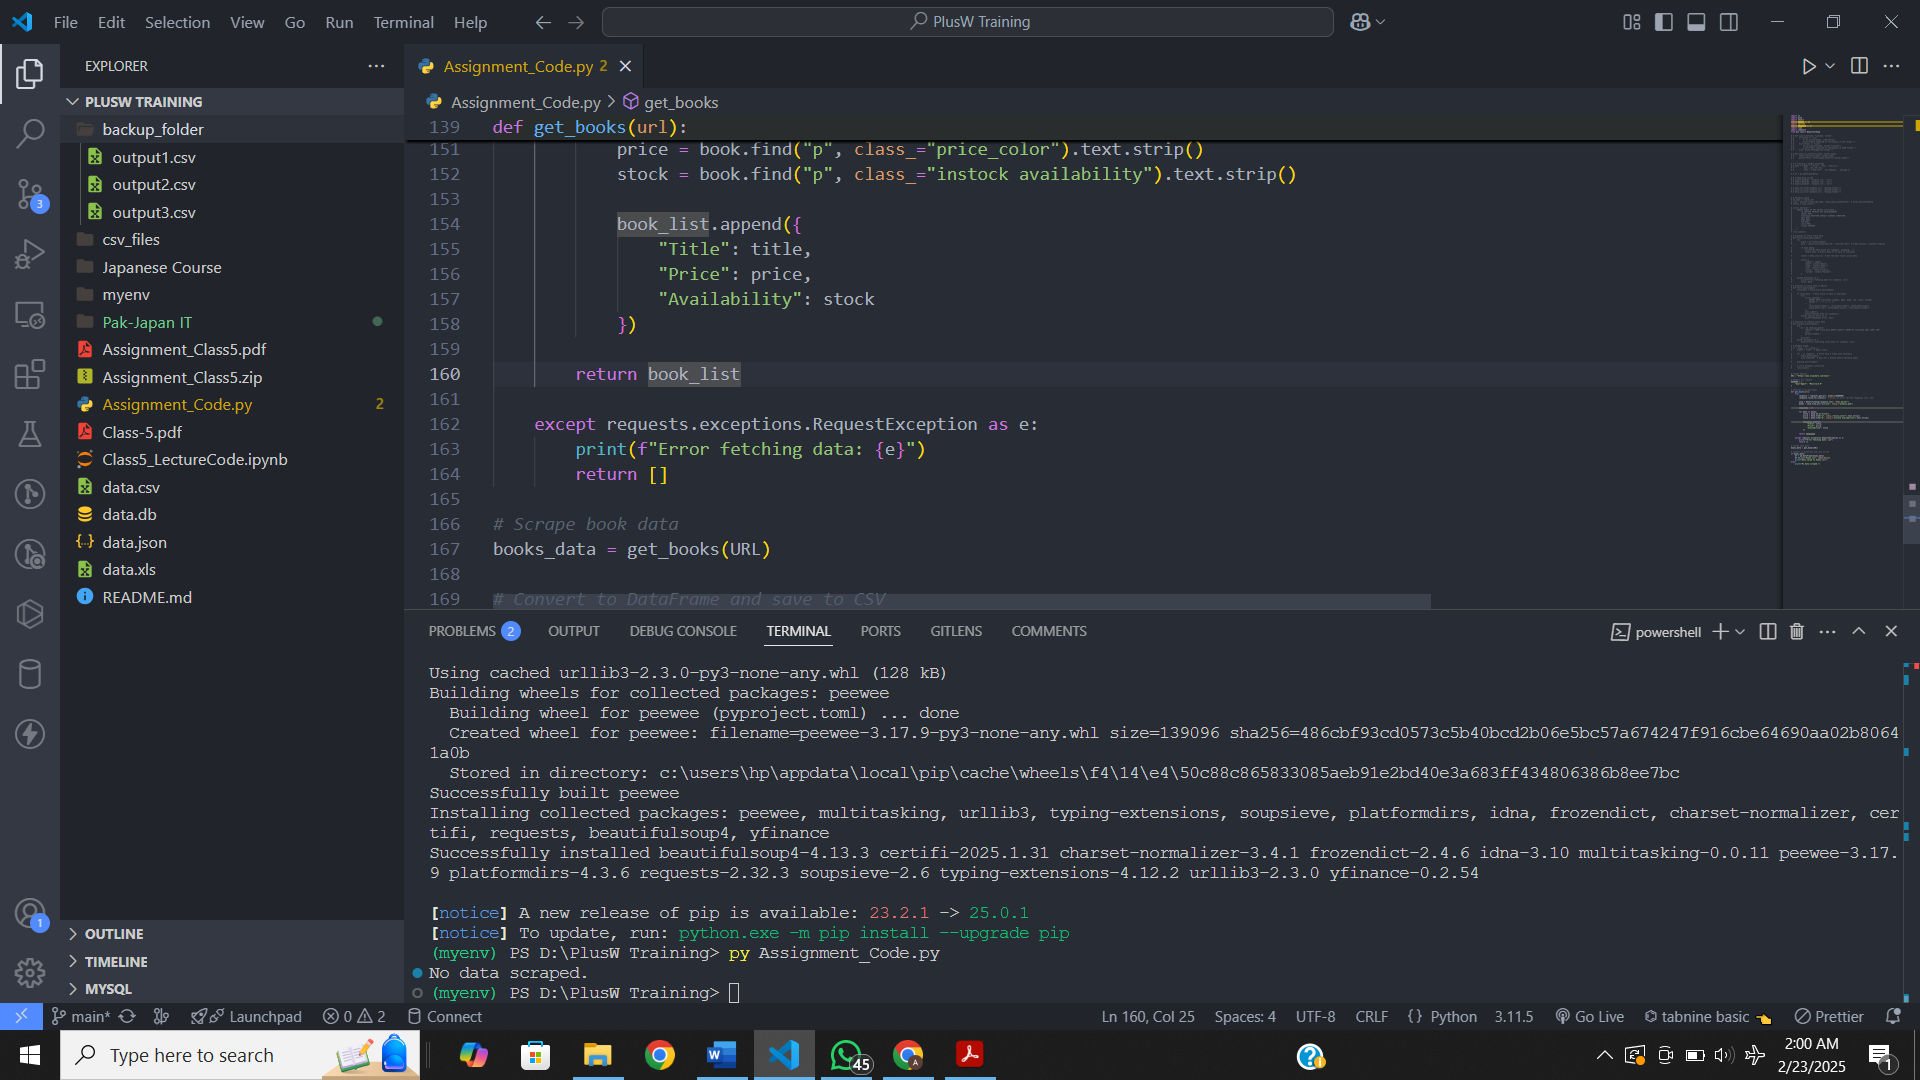 File Edit Selection View Go Run Terminal Help
PlusW Training
EXPLORER
PLUSW TRAINING
backup_folder
output1.csv
output2.csv
output3.csv
csv_files
Japanese Course
myenv
Pak-Japan IT
Assignment_Class5.pdf
Assignment_Class5.zip
Assignment_Code.py 2
Class-5.pdf
Class5_LectureCode.ipynb
data.csv
data.db
data.json
data.xls
README.md
OUTLINE
TIMELINE
MYSQL
3
1
Assignment_Code.py 2
Assignment_Code.py > get_books
139 def get_books(url):
151 price = book.find("p", class_="price_color").text.strip()
152 stock = book.find("p", class_="instock availability").text.strip()
153
154 book_list.append({
155 "Title": title,
156 "Price": price,
157 "Availability": stock
158 })
159
160 return book_list
161
162 except requests.exceptions.RequestException as e:
163 print(f"Error fetching data: {e}")
164 return []
165
166 # Scrape book data
167 books_data = get_books(URL)
168
169 # Convert to DataFrame and save to CSV
PROBLEMS 2 OUTPUT DEBUG CONSOLE TERMINAL PORTS GITLENS COMMENTS
powershell
Using cached urllib3-2.3.0-py3-none-any.whl (128 kB)
Building wheels for collected packages: peewee
Building wheel for peewee (pyproject.toml) ... done
Created wheel for peewee: filename=peewee-3.17.9-py3-none-any.whl size=139096 sha256=486cbf93cd0573c5b40bcd2b06e5bc57a674247f916cbe64690aa02b8064
1a0b
Stored in directory: c:\users\hp\appdata\local\pip\cache\wheels\f4\14\e4\50c88c865833085aeb91e2bd40e3a683ff434806386b8ee7bc
Successfully built peewee
Installing collected packages: peewee, multitasking, urllib3, typing-extensions, soupsieve, platformdirs, idna, frozendict, charset-normalizer, cer
tifi, requests, beautifulsoup4, yfinance
Successfully installed beautifulsoup4-4.13.3 certifi-2025.1.31 charset-normalizer-3.4.1 frozendict-2.4.6 idna-3.10 multitasking-0.0.11 peewee-3.17.
9 platformdirs-4.3.6 requests-2.32.3 soupsieve-2.6 typing-extensions-4.12.2 urllib3-2.3.0 yfinance-0.2.54
[notice] A new release of pip is available: 23.2.1 -> 25.0.1
[notice] To update, run: python.exe -m pip install --upgrade pip
(myenv) PS D:\PlusW Training> py Assignment_Code.py
No data scraped.
(myenv) PS D:\PlusW Training>
main* Launchpad 0 2 Connect
Ln 160, Col 25 Spaces: 4 UTF-8 CRLF {} Python 3.11.5 Go Live tabnine basic Prettier
Type here to search
45
2:00 AM
2/23/2025
1